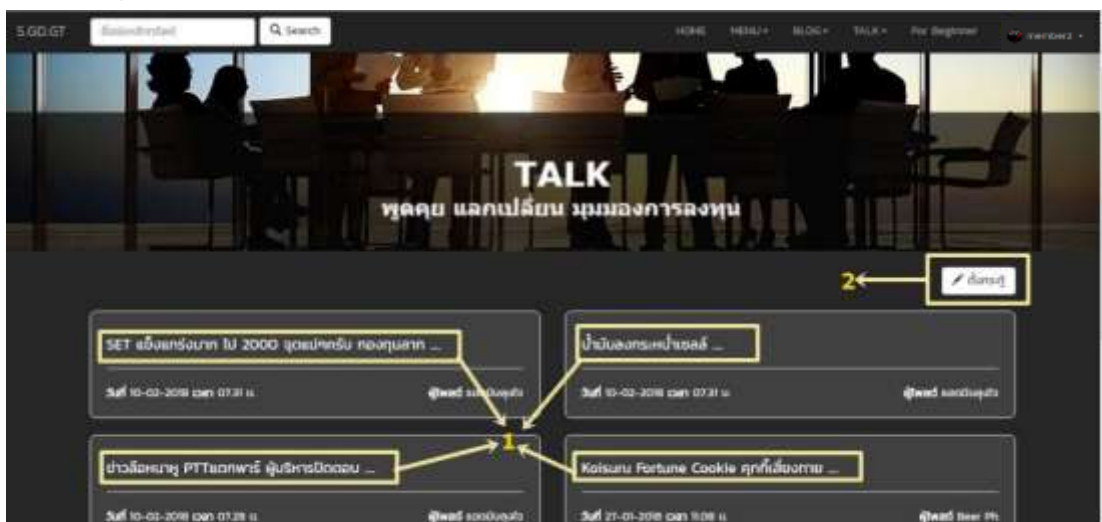 S.GD.GT Search HOME MENU BLOG TALK For Beginner member2
TALK
พูดคุย แลกเปลี่ยน มุมมองการลงทุน
2 ตั้งกระทู้
SET แข็งแกร่งมาก ไป 2000 จุดแน่ๆครับ กองทุนลาก ...
น้ำมันลงกระหน่ำเซลล์ ...
วันที่ 10-02-2018 เวลา 07.31 น. ผู้โพสต์
วันที่ 10-02-2018 เวลา 07.31 น. ผู้โพสต์
1
ข่าวลือหนาหู PTTแตกพาร์ ผู้บริหารปิดตอบ ...
Koisuru Fortune Cookie คุกกี้เสี่ยงทาย ...
วันที่ 10-02-2018 เวลา 07.28 น. ผู้โพสต์
วันที่ 27-01-2018 เวลา 11.08 น. ผู้โพสต์ Beer Ph